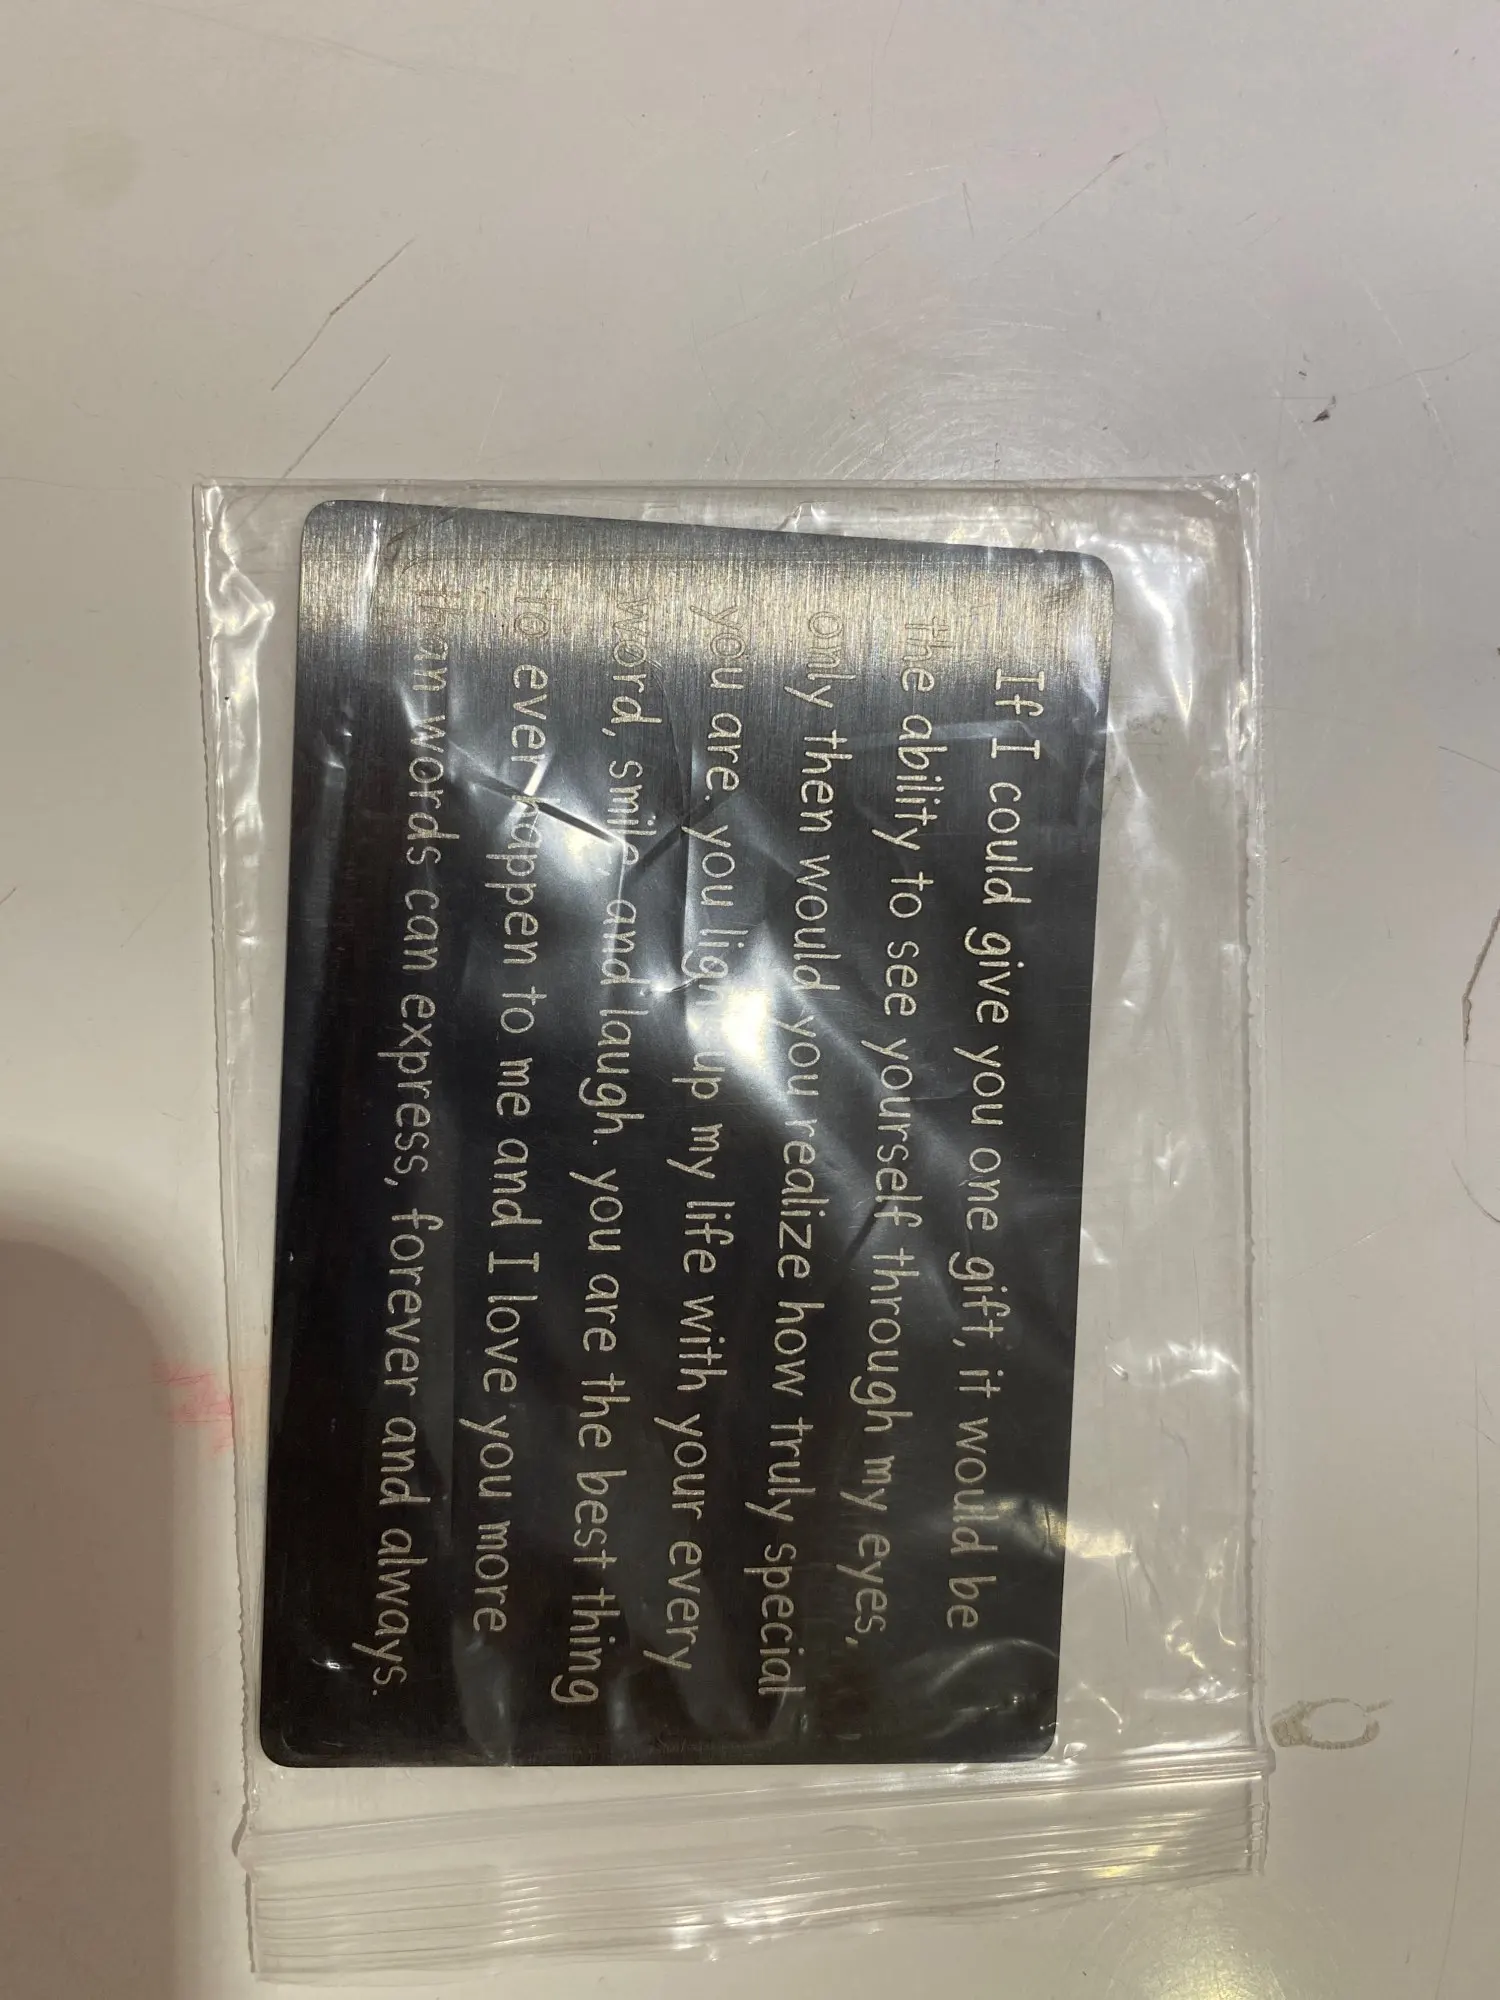 If I could give you one gift, it would be
the ability to see yourself through my eyes,
only then would you realize how truly special
you are. you light up my life with your every
word, smile and laugh. you are the best thing
to ever happen to me and I love you more
than words can express, forever and always.